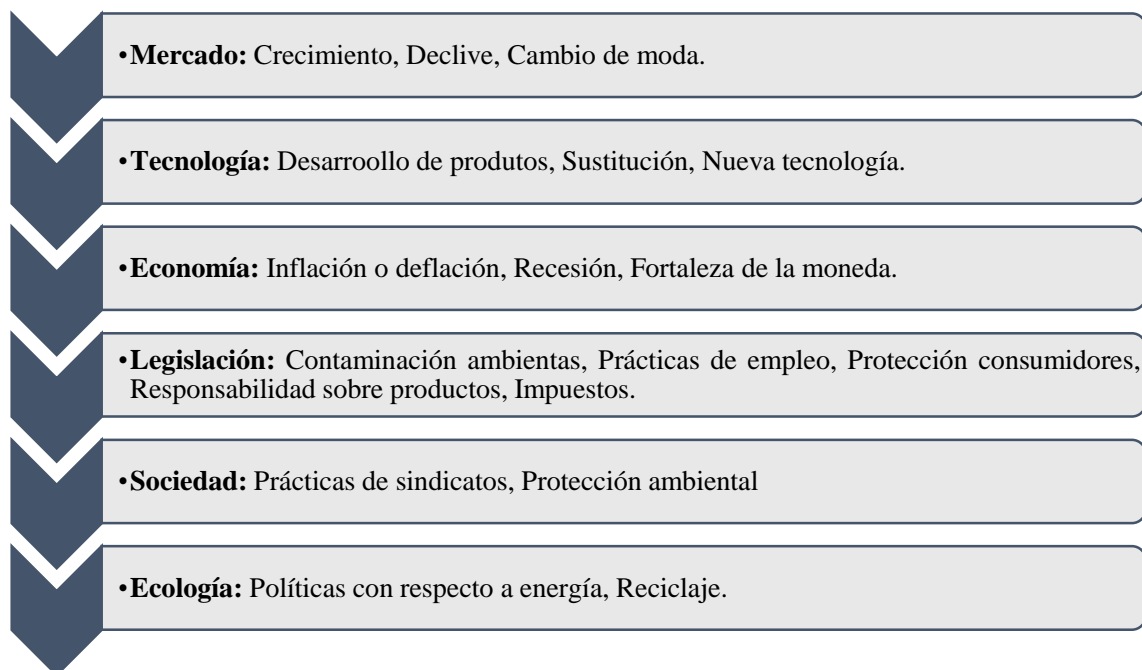 •Mercado: Crecimiento, Declive, Cambio de moda.
•Tecnología: Desarroollo de produtos, Sustitución, Nueva tecnología.
•Economía: Inflación o deflación, Recesión, Fortaleza de la moneda.
•Legislación: Contaminación ambientas, Prácticas de empleo, Protección consumidores,
Responsabilidad sobre productos, Impuestos.
•Sociedad: Prácticas de sindicatos, Protección ambiental
•Ecología: Políticas con respecto a energía, Reciclaje.